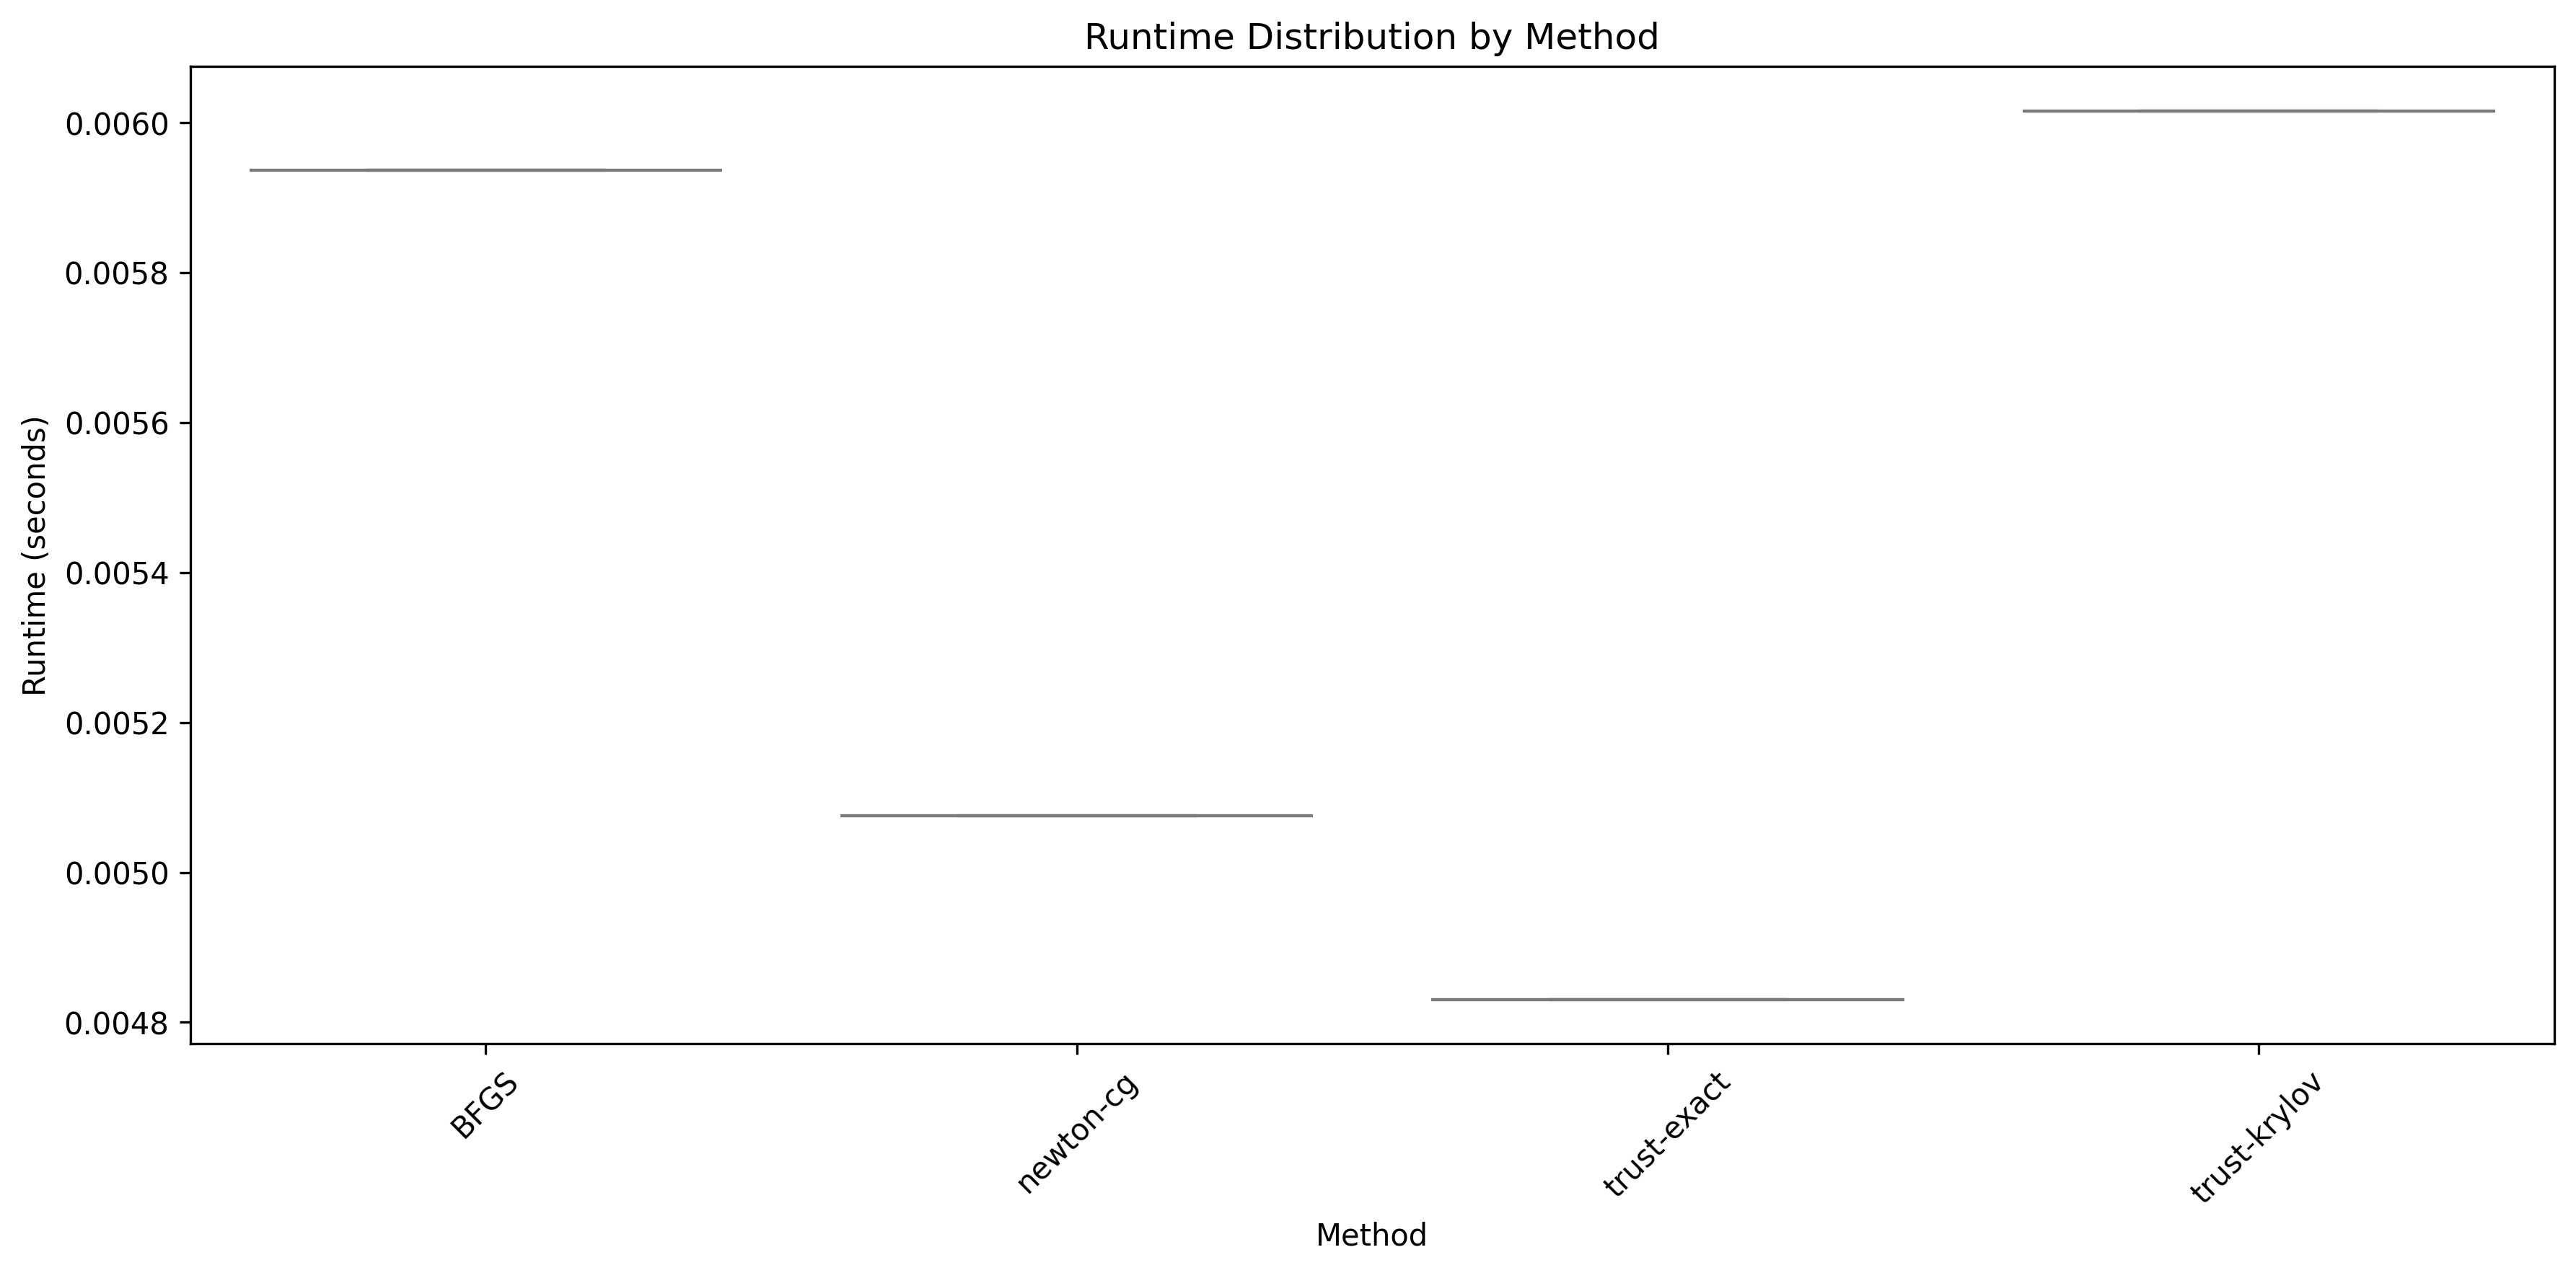 Runtime Distribution by Method
Runtime (seconds)
0.0060
0.0058
0.0056
0.0054
0.0052
0.0050
0.0048
BFGS
newton-cg
trust-exact
trust-krylov
Method